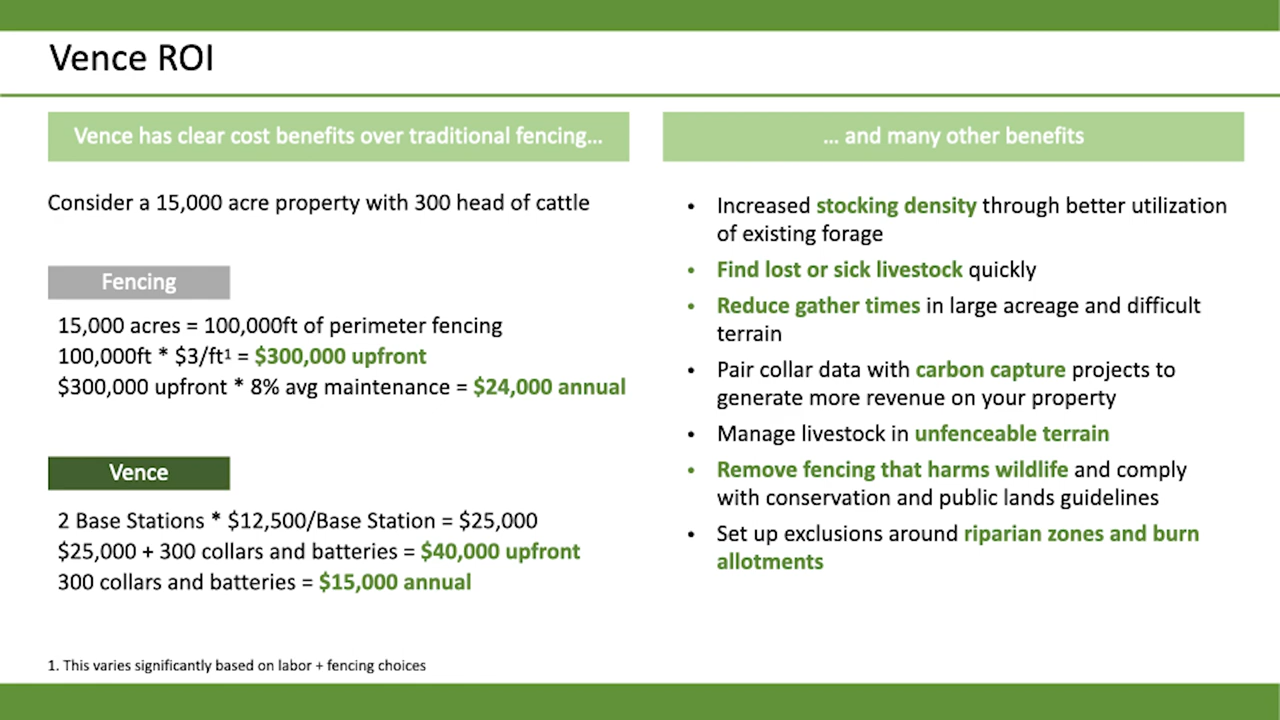 Vence ROI
Vence has clear cost benefits over traditional fencing...
Consider a 15,000 acre property with 300 head of cattle
Fencing
15,000 acres = 100,000ft of perimeter fencing
100,000ft * $3/ft¹ = $300,000 upfront
$300,000 upfront * 8% avg maintenance = $24,000 annual
Vence
2 Base Stations * $12,500/Base Station = $25,000
$25,000 + 300 collars and batteries = $40,000 upfront
300 collars and batteries = $15,000 annual
... and many other benefits
• Increased stocking density through better utilization
of existing forage
• Find lost or sick livestock quickly
• Reduce gather times in large acreage and difficult
terrain
• Pair collar data with carbon capture projects to
generate more revenue on your property
• Manage livestock in unfenceable terrain
• Remove fencing that harms wildlife and comply
with conservation and public lands guidelines
• Set up exclusions around riparian zones and burn
allotments
1. This varies significantly based on labor + fencing choices